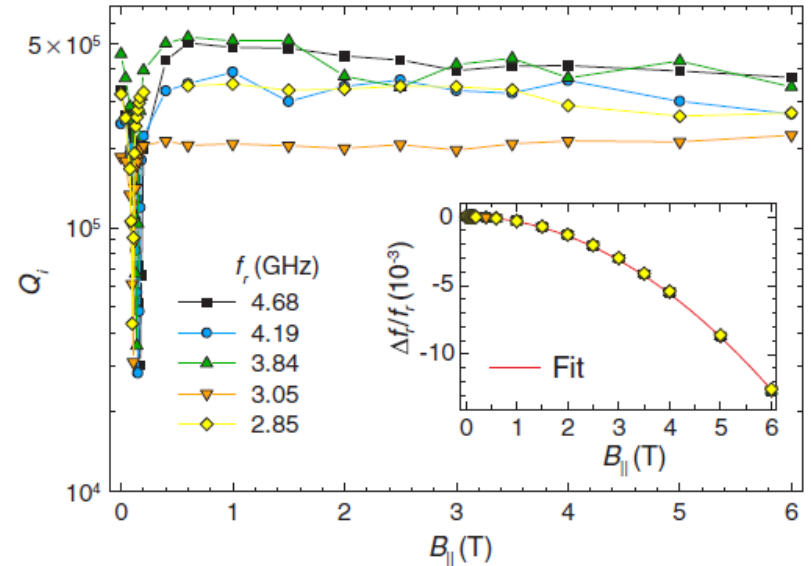 5 × 10⁵
10⁵
10⁴
Qᵢ
f_r (GHz)
4.68
4.19
3.84
3.05
2.85
0
-5
-10
Δf_r/f_r (10⁻³)
Fit
0 1 2 3 4 5 6
B_|| (T)
0 1 2 3 4 5 6
B_|| (T)